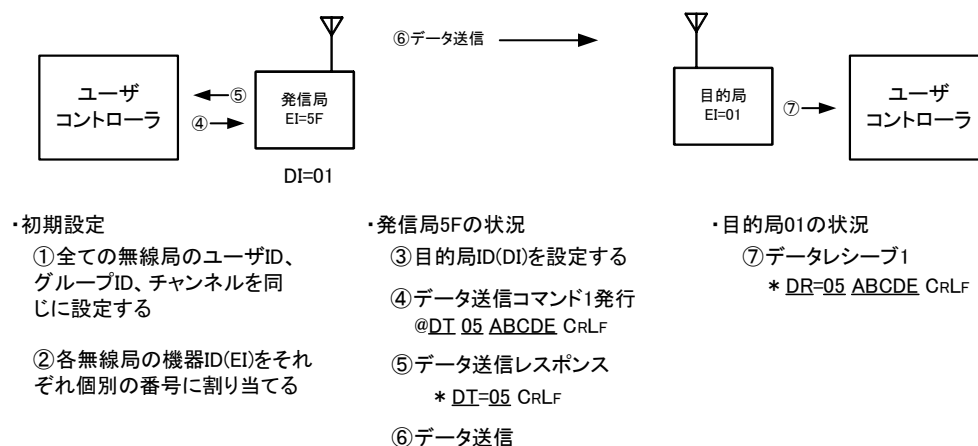 ユーザ
コントローラ
⑤
④
発信局
EI=5F
DI=01
⑥データ送信
目的局
EI=01
⑦
ユーザ
コントローラ
・初期設定
①全ての無線局のユーザID、
グループID、チャンネルを同
じに設定する
②各無線局の機器ID(EI)をそれ
ぞれ個別の番号に割り当てる
・発信局5Fの状況
③目的局ID(DI)を設定する
④データ送信コマンド1発行
@DT 05 ABCDE CRLF
⑤データ送信レスポンス
* DT=05 CRLF
⑥データ送信
・目的局01の状況
⑦データレシーブ1
* DR=05 ABCDE CRLF